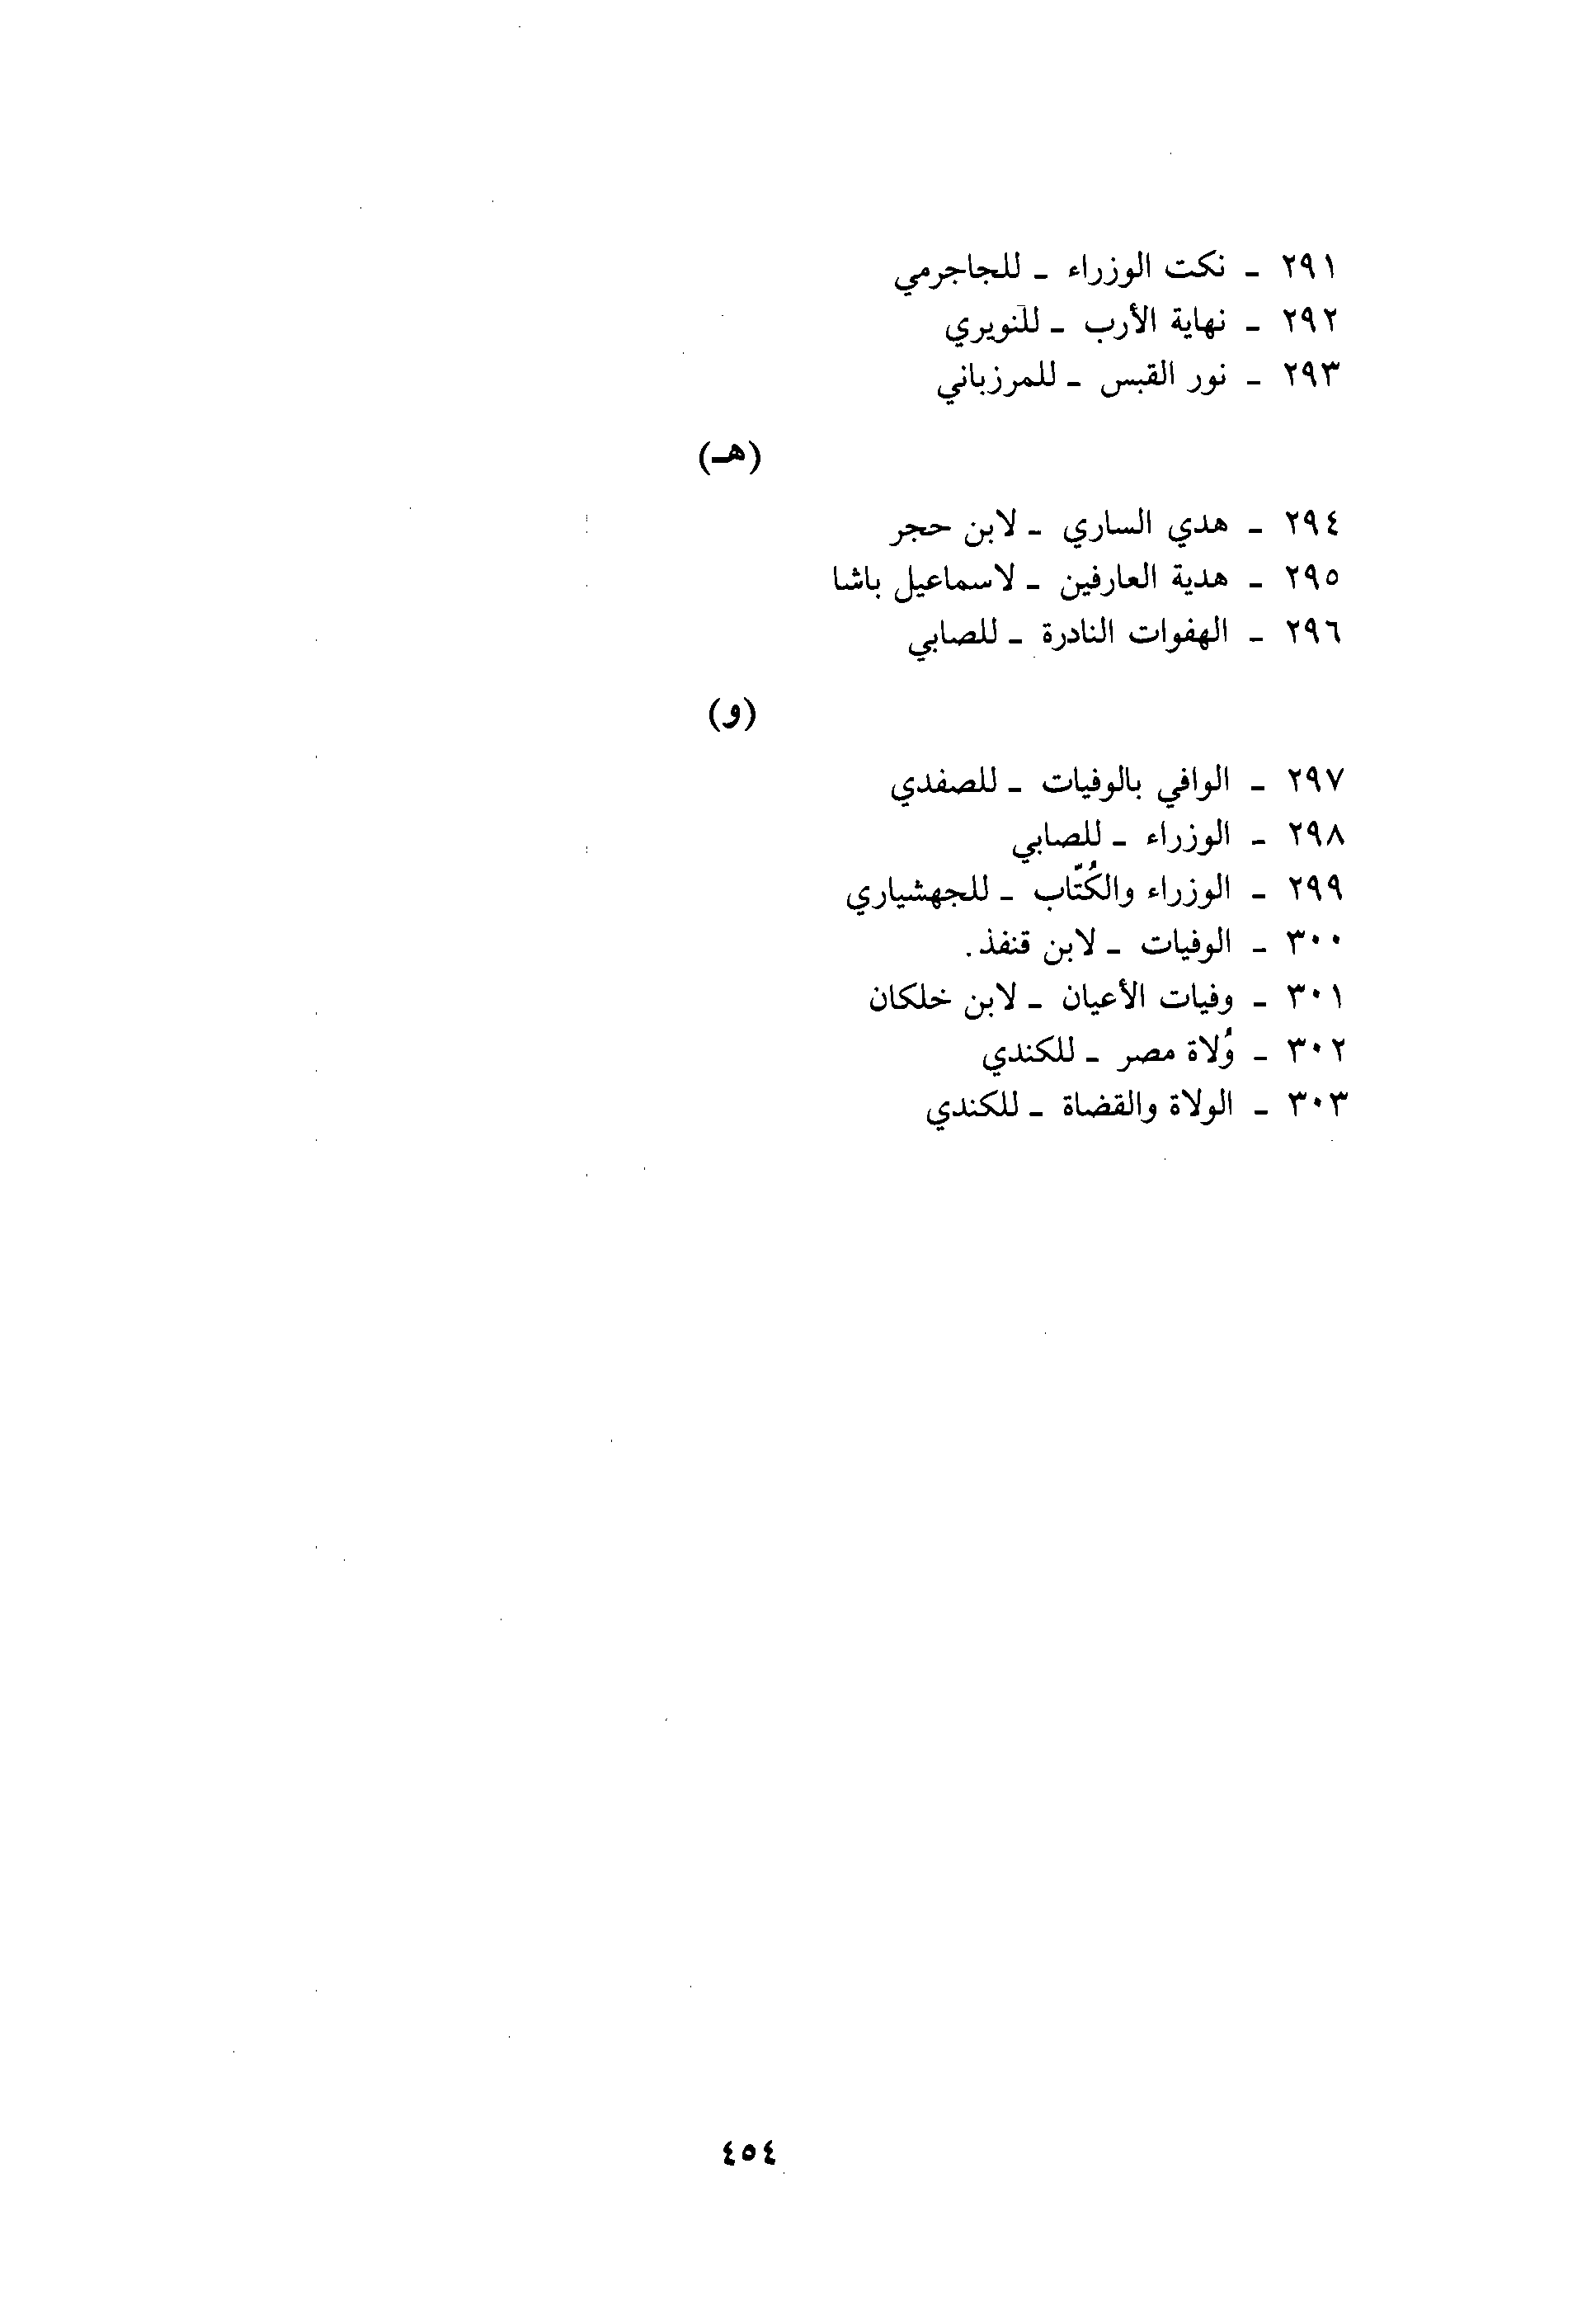 ٢٩١ - نكت الوزراء - للجاجرمي
٢٩٢ - نهاية الأرب - للنويري
٢٩٣ - نور القبس - للمرزباني
(هـ)
٢٩٤ - هدي الساري - لابن حجر
٢٩٥ - هدية العارفين - لاسماعيل باشا
٢٩٦ - الهفوات النادرة - للصابي
(و)
٢٩٧ - الوافي بالوفيات - للصفدي
٢٩٨ - الوزراء - للصابي
٢٩٩ - الوزراء والكُتّاب - للجهشياري
٣٠٠ - الوفيات - لابن قنفذ.
٣٠١ - وفيات الأعيان - لابن خلكان
٣٠٢ - وُلاة مصر - للكندي
٣٠٣ - الولاة والقضاة - للكندي
٤٥٤